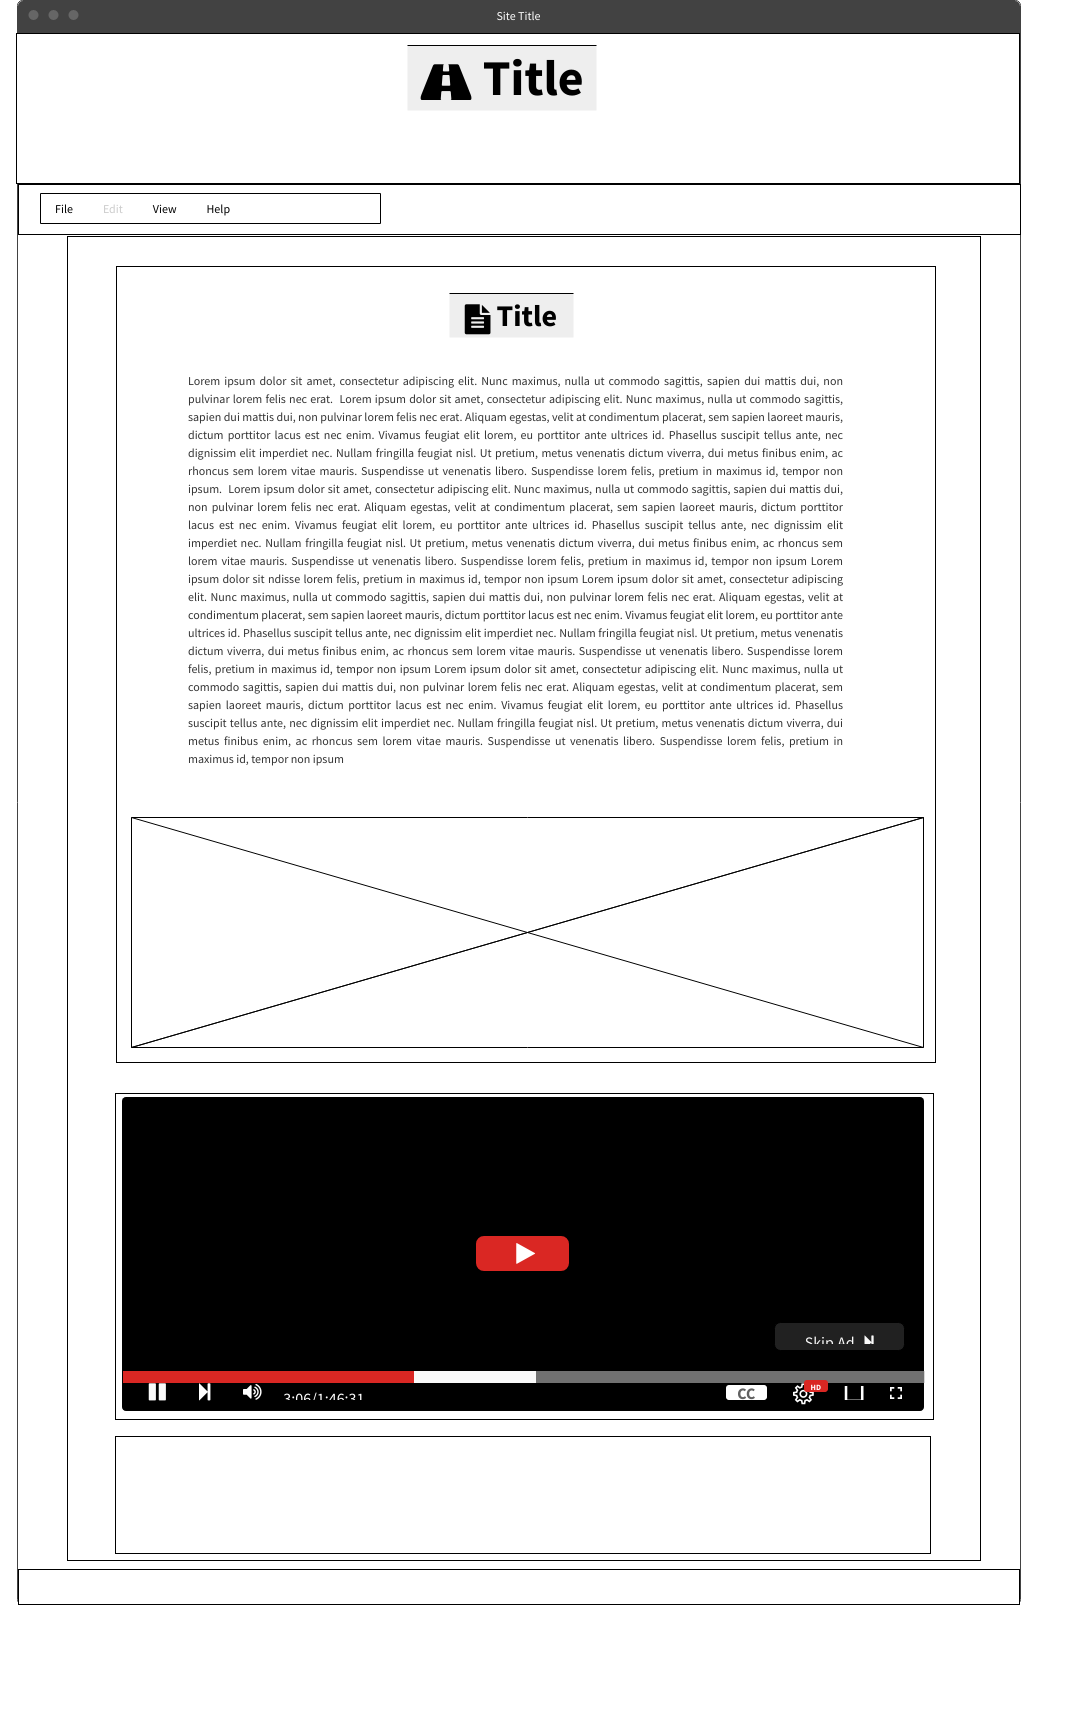 Site Title
Title
File Edit View Help
Title
Lorem ipsum dolor sit amet, consectetur adipiscing elit. Nunc maximus, nulla ut commodo sagittis, sapien dui mattis dui, non
pulvinar lorem felis nec erat.  Lorem ipsum dolor sit amet, consectetur adipiscing elit. Nunc maximus, nulla ut commodo sagittis,
sapien dui mattis dui, non pulvinar lorem felis nec erat. Aliquam egestas, velit at condimentum placerat, sem sapien laoreet mauris,
dictum porttitor lacus est nec enim. Vivamus feugiat elit lorem, eu porttitor ante ultrices id. Phasellus suscipit tellus ante, nec
dignissim elit imperdiet nec. Nullam fringilla feugiat nisl. Ut pretium, metus venenatis dictum viverra, dui metus finibus enim, ac
rhoncus sem lorem vitae mauris. Suspendisse ut venenatis libero. Suspendisse lorem felis, pretium in maximus id, tempor non
ipsum.  Lorem ipsum dolor sit amet, consectetur adipiscing elit. Nunc maximus, nulla ut commodo sagittis, sapien dui mattis dui,
non pulvinar lorem felis nec erat. Aliquam egestas, velit at condimentum placerat, sem sapien laoreet mauris, dictum porttitor
lacus est nec enim. Vivamus feugiat elit lorem, eu porttitor ante ultrices id. Phasellus suscipit tellus ante, nec dignissim elit
imperdiet nec. Nullam fringilla feugiat nisl. Ut pretium, metus venenatis dictum viverra, dui metus finibus enim, ac rhoncus sem
lorem vitae mauris. Suspendisse ut venenatis libero. Suspendisse lorem felis, pretium in maximus id, tempor non ipsum Lorem
ipsum dolor sit ndisse lorem felis, pretium in maximus id, tempor non ipsum Lorem ipsum dolor sit amet, consectetur adipiscing
elit. Nunc maximus, nulla ut commodo sagittis, sapien dui mattis dui, non pulvinar lorem felis nec erat. Aliquam egestas, velit at
condimentum placerat, sem sapien laoreet mauris, dictum porttitor lacus est nec enim. Vivamus feugiat elit lorem, eu porttitor ante
ultrices id. Phasellus suscipit tellus ante, nec dignissim elit imperdiet nec. Nullam fringilla feugiat nisl. Ut pretium, metus venenatis
dictum viverra, dui metus finibus enim, ac rhoncus sem lorem vitae mauris. Suspendisse ut venenatis libero. Suspendisse lorem
felis, pretium in maximus id, tempor non ipsum Lorem ipsum dolor sit amet, consectetur adipiscing elit. Nunc maximus, nulla ut
commodo sagittis, sapien dui mattis dui, non pulvinar lorem felis nec erat. Aliquam egestas, velit at condimentum placerat, sem
sapien laoreet mauris, dictum porttitor lacus est nec enim. Vivamus feugiat elit lorem, eu porttitor ante ultrices id. Phasellus
suscipit tellus ante, nec dignissim elit imperdiet nec. Nullam fringilla feugiat nisl. Ut pretium, metus venenatis dictum viverra, dui
metus finibus enim, ac rhoncus sem lorem vitae mauris. Suspendisse ut venenatis libero. Suspendisse lorem felis, pretium in
maximus id, tempor non ipsum
Skip Ad
3:06/1:46:31 CC HD